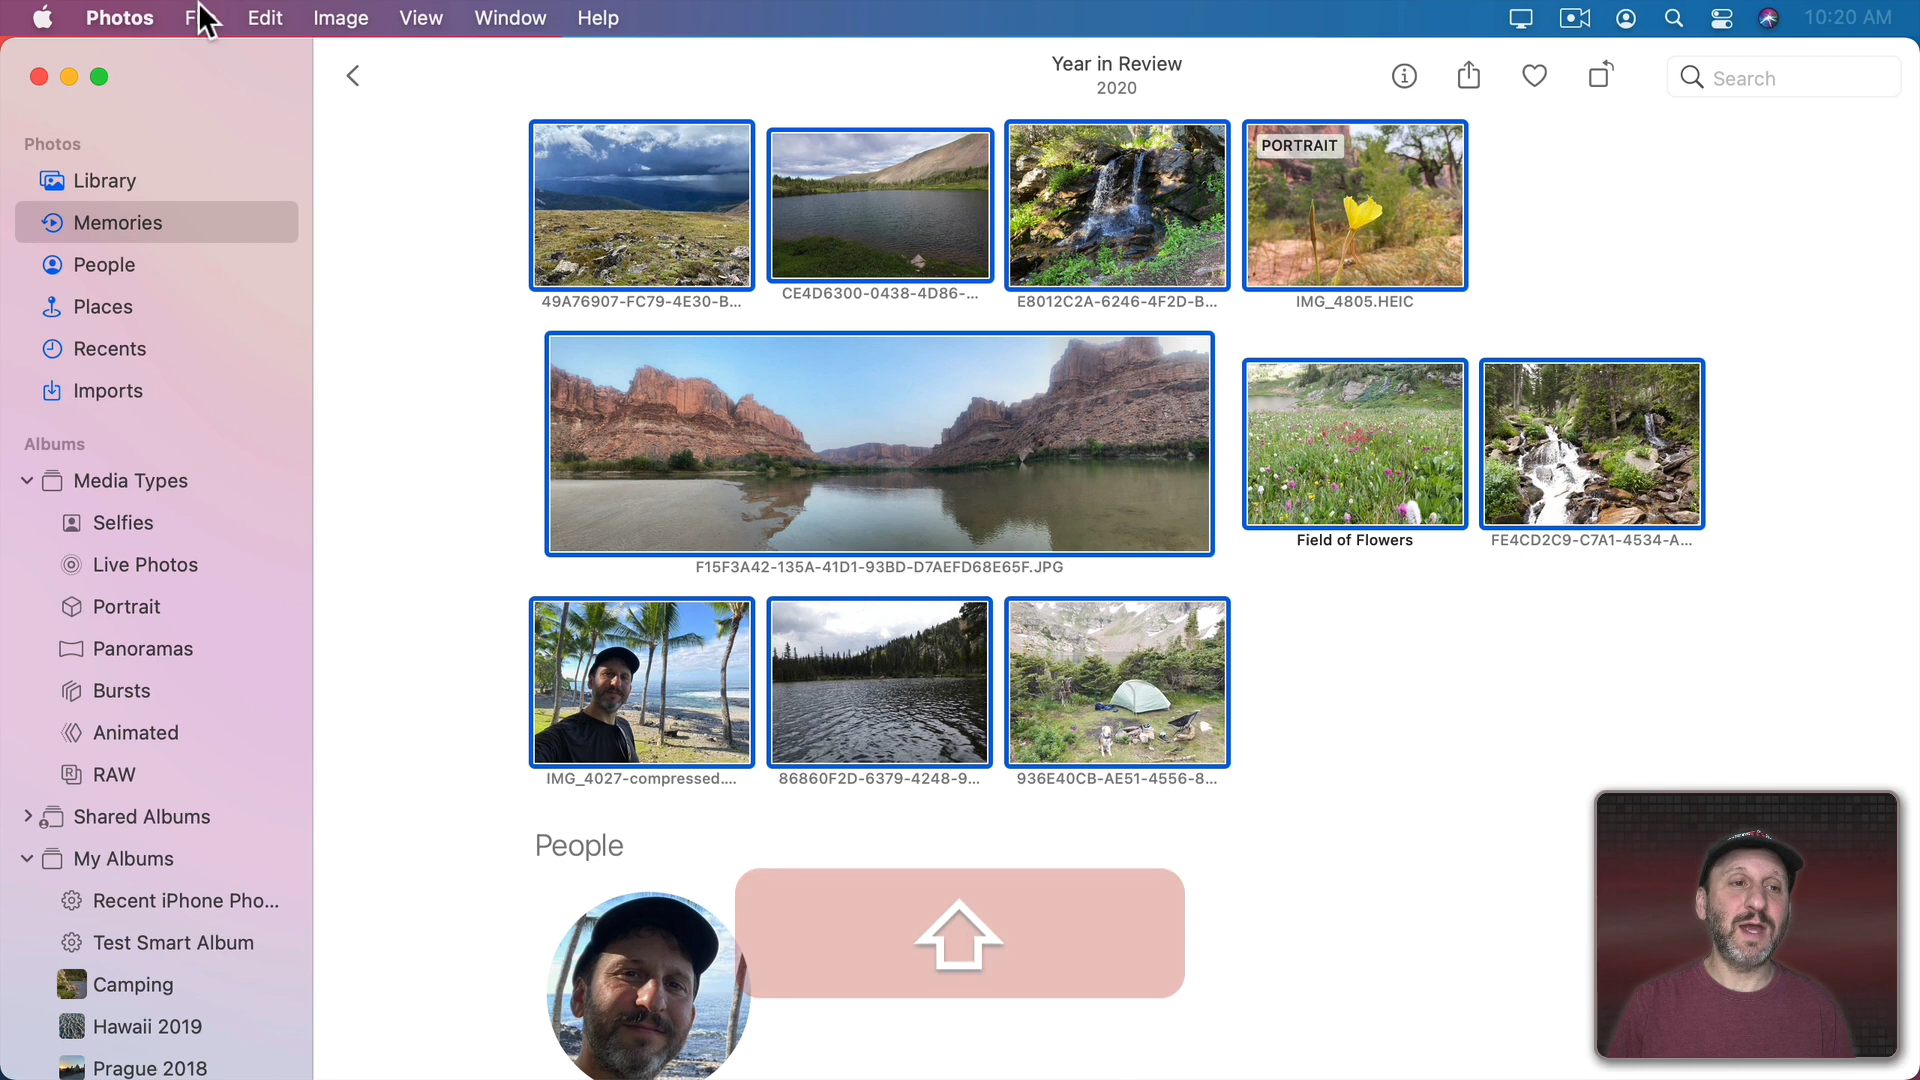 Photos F Edit Image View Window Help 10:20 AM
Year in Review
2020
Search
Photos
Library
Memories
People
Places
Recents
Imports
Albums
Media Types
Selfies
Live Photos
Portrait
Panoramas
Bursts
Animated
RAW
Shared Albums
My Albums
Recent iPhone Pho...
Test Smart Album
Camping
Hawaii 2019
Prague 2018
PORTRAIT
49A76907-FC79-4E30-B... CE4D6300-0438-4D86-... E8012C2A-6246-4F2D-B... IMG_4805.HEIC
F15F3A42-135A-41D1-93BD-D7AEFD68E65F.JPG Field of Flowers FE4CD2C9-C7A1-4534-A...
IMG_4027-compressed.... 86860F2D-6379-4248-9... 936E40CB-AE51-4556-8...
People